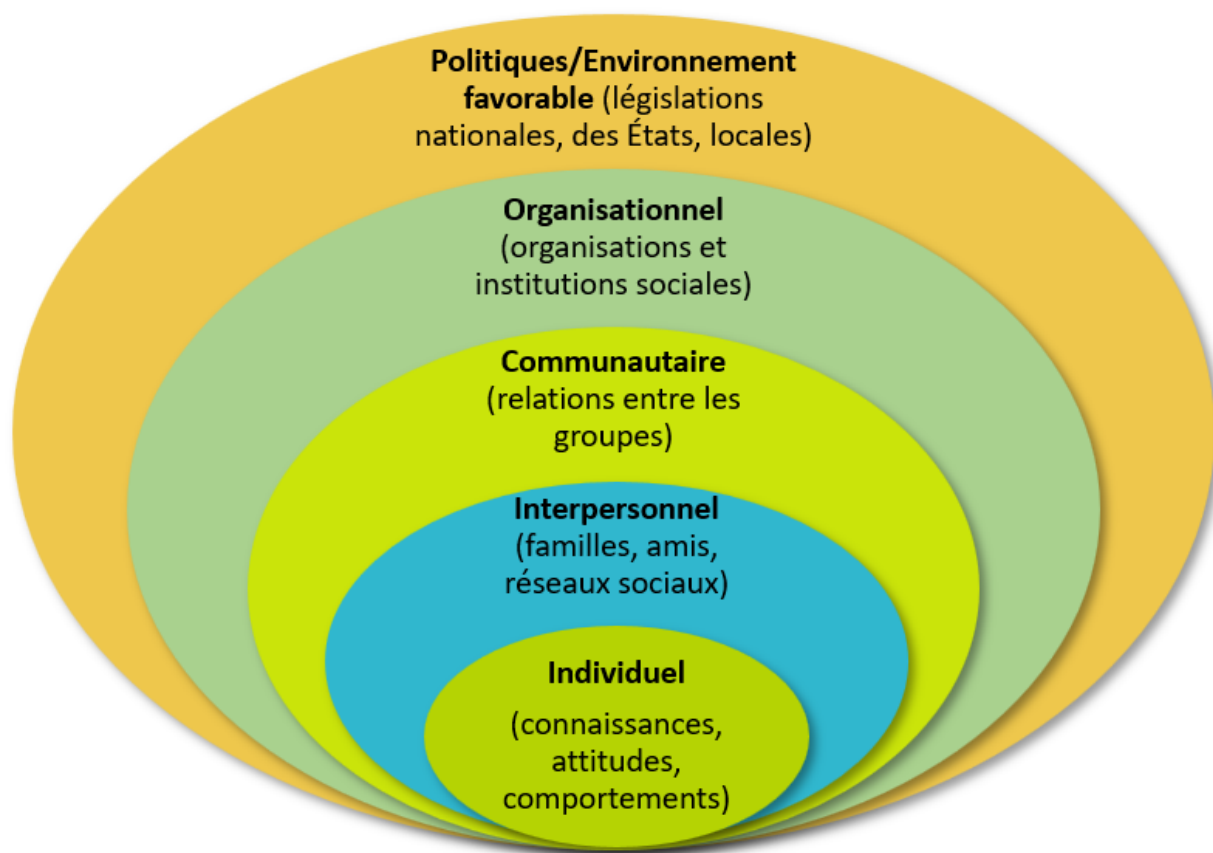 Politiques/Environnement
favorable (législations
nationales, des États, locales)
Organisationnel
(organisations et
institutions sociales)
Communautaire
(relations entre les
groupes)
Interpersonnel
(familles, amis,
réseaux sociaux)
Individuel
(connaissances,
attitudes,
comportements)